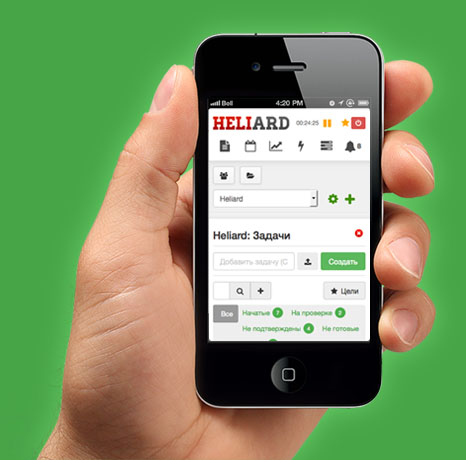 Bell 4:20 PM
HELIARD 00:24:25
8
Heliard
Heliard: Задачи
Добавить задачу (C Создать
Цели
Все Начатые 7 На проверке 2
Не подтверждены 4 Не готовые